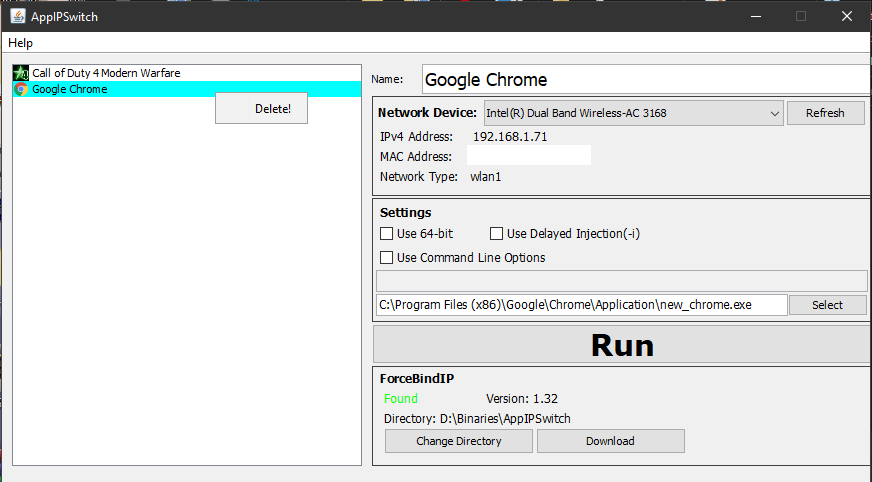 AppIPSwitch
Help
Call of Duty 4 Modern Warfare
Google Chrome
Delete!
Name: Google Chrome
Network Device: Intel(R) Dual Band Wireless-AC 3168 Refresh
IPv4 Address: 192.168.1.71
MAC Address:
Network Type: wlan1
Settings
Use 64-bit Use Delayed Injection(-i)
Use Command Line Options
C:\Program Files (x86)\Google\Chrome\Application\new_chrome.exe Select
Run
ForceBindIP
Found Version: 1.32
Directory: D:\Binaries\AppIPSwitch
Change Directory Download